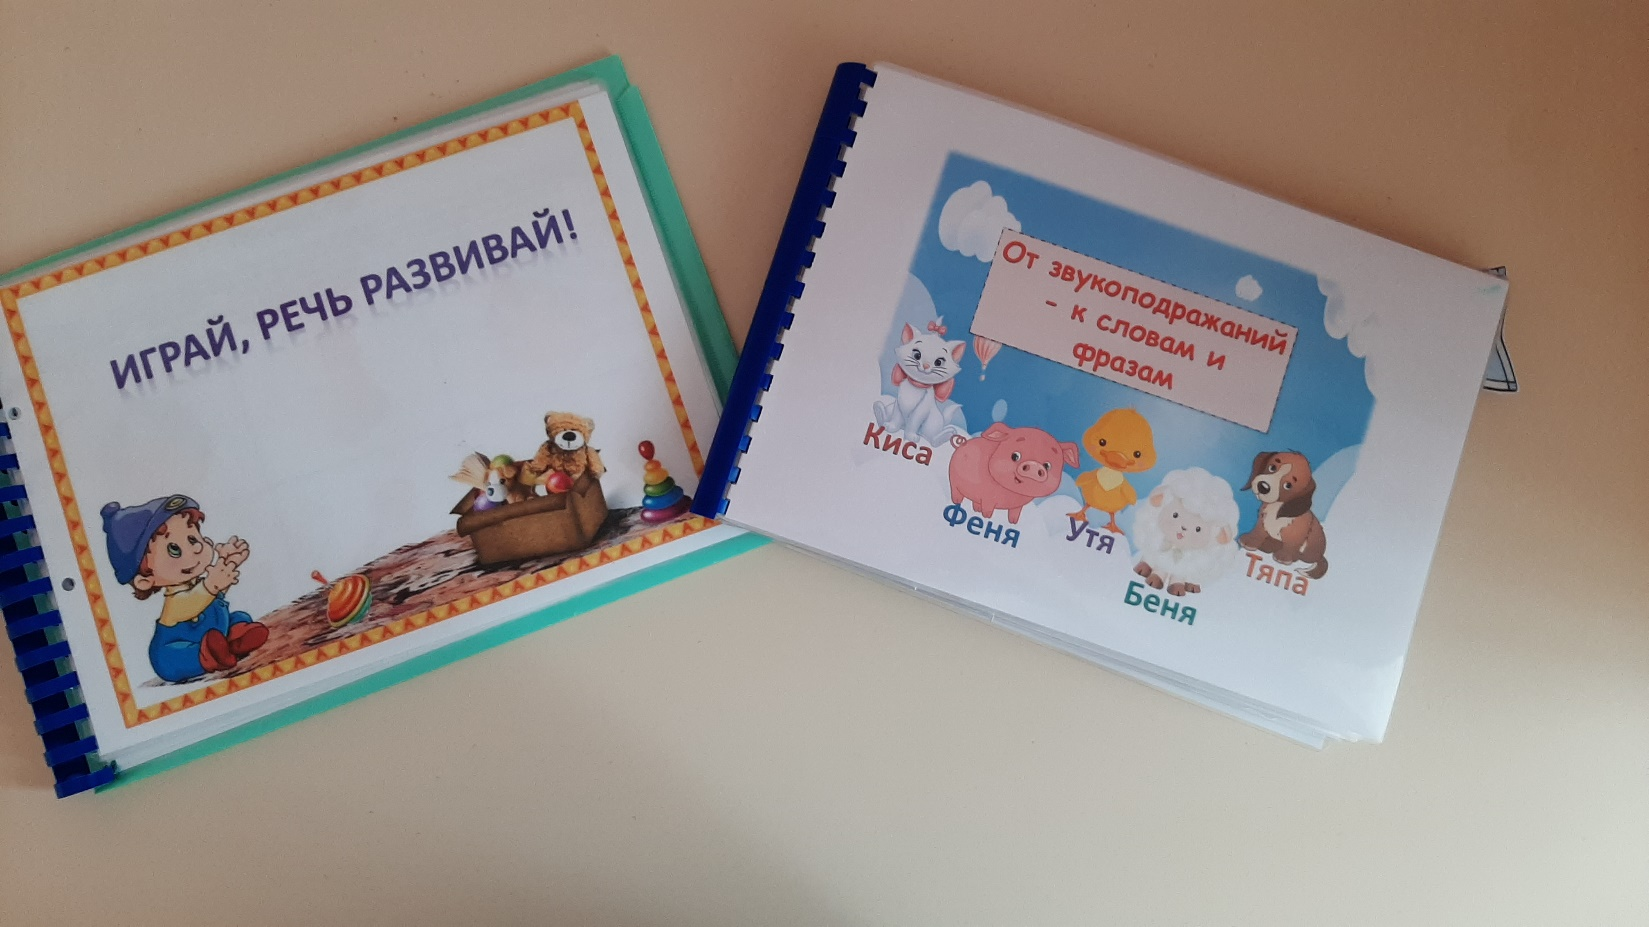 ИГРАЙ, РЕЧЬ РАЗВИВАЙ!
От звукоподражаний
- к словам и
фразам
Киса
Феня
Утя
Беня
Тяпа